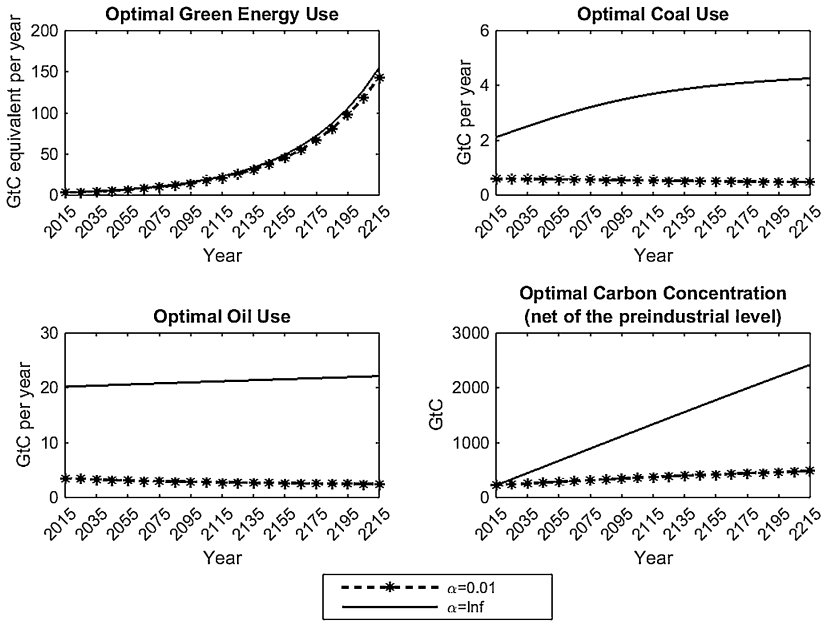 Optimal Green Energy Use
GtC equivalent per year
200
150
100
50
0
2015 2035 2055 2075 2095 2115 2135 2155 2175 2195 2215
Year
Optimal Coal Use
GtC per year
6
4
2
0
2015 2035 2055 2075 2095 2115 2135 2155 2175 2195 2215
Year
Optimal Oil Use
GtC per year
30
20
10
0
2015 2035 2055 2075 2095 2115 2135 2155 2175 2195 2215
Year
Optimal Carbon Concentration
(net of the preindustrial level)
GtC
3000
2000
1000
0
2015 2035 2055 2075 2095 2115 2135 2155 2175 2195 2215
Year
α=0.01
α=Inf